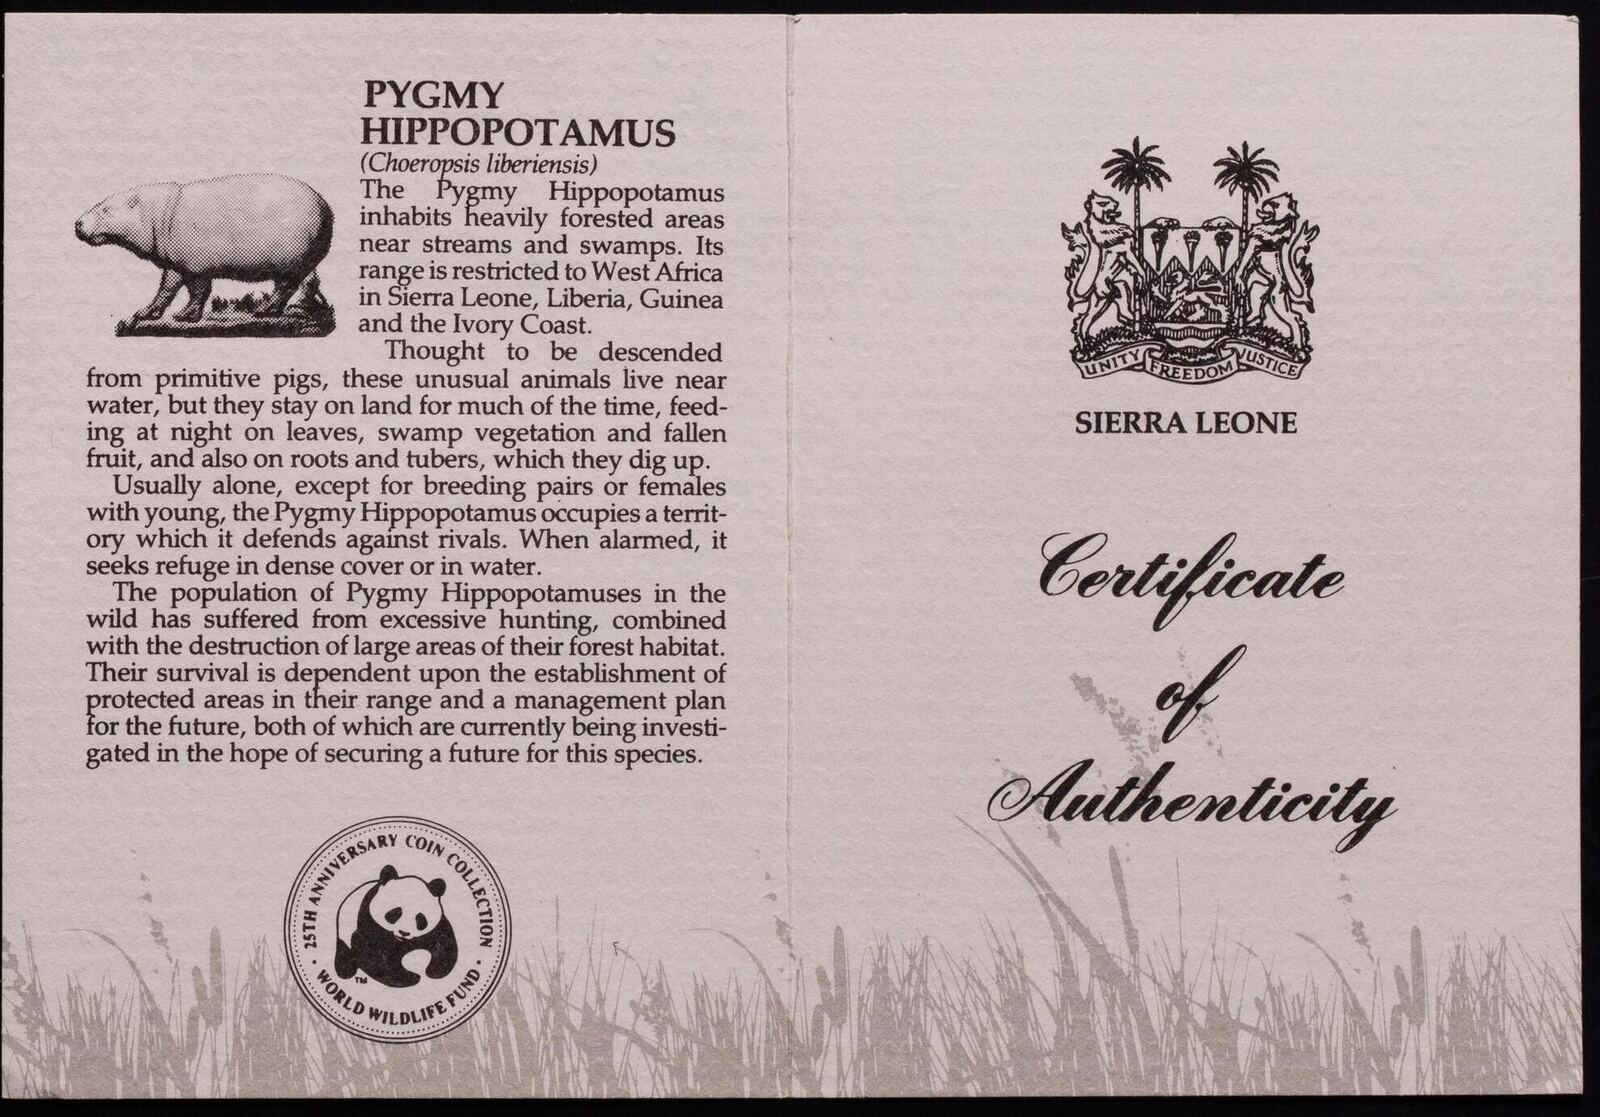 PYGMY
HIPPOPOTAMUS
(Choeropsis liberiensis)
The Pygmy Hippopotamus
inhabits heavily forested areas
near streams and swamps. Its
range is restricted to West Africa
in Sierra Leone, Liberia, Guinea
and the Ivory Coast.
Thought to be descended
from primitive pigs, these unusual animals live near
water, but they stay on land for much of the time, feed-
ing at night on leaves, swamp vegetation and fallen
fruit, and also on roots and tubers, which they dig up.
Usually alone, except for breeding pairs or females
with young, the Pygmy Hippopotamus occupies a territ-
ory which it defends against rivals. When alarmed, it
seeks refuge in dense cover or in water.
The population of Pygmy Hippopotamuses in the
wild has suffered from excessive hunting, combined
with the destruction of large areas of their forest habitat.
Their survival is dependent upon the establishment of
protected areas in their range and a management plan
for the future, both of which are currently being investi-
gated in the hope of securing a future for this species.
25TH ANNIVERSARY COIN COLLECTION
TM
• WORLD WILDLIFE FUND •
UNITY FREEDOM JUSTICE
SIERRA LEONE
Certificate
of
Authenticity